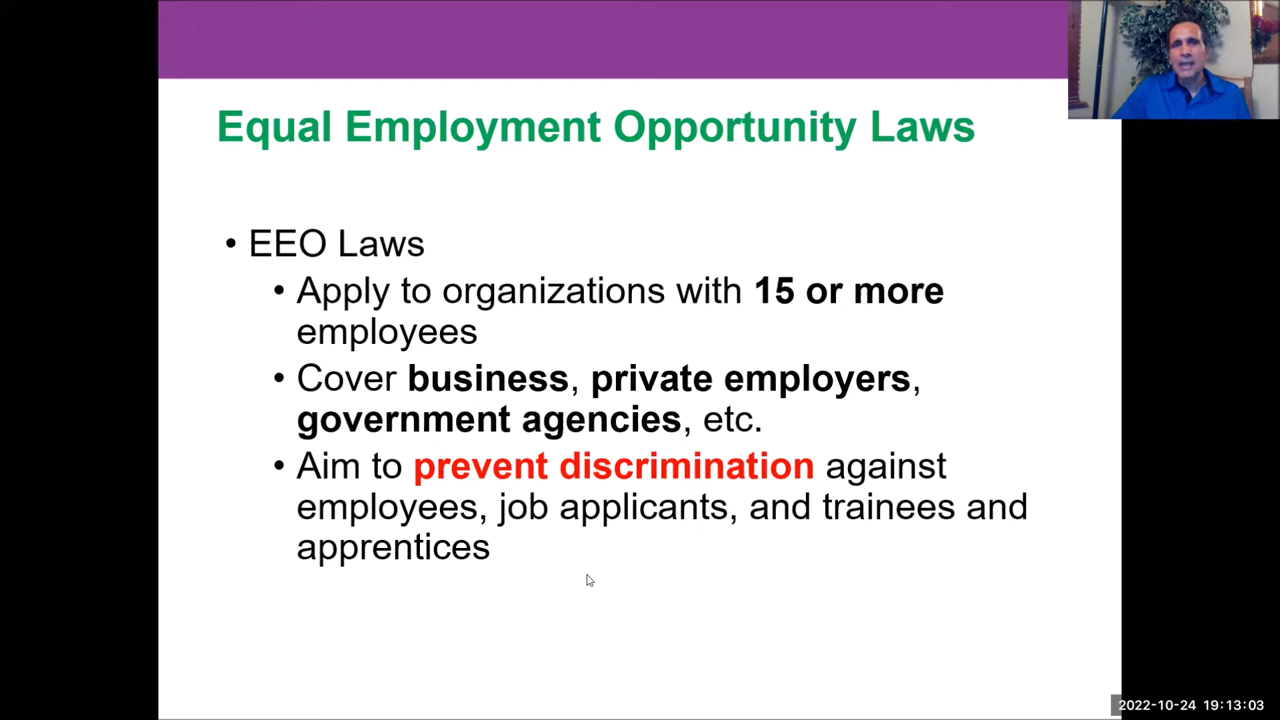 Equal Employment Opportunity Laws
• EEO Laws
• Apply to organizations with 15 or more
employees
• Cover business, private employers,
government agencies, etc.
• Aim to prevent discrimination against
employees, job applicants, and trainees and
apprentices
2022-10-24 19:13:03